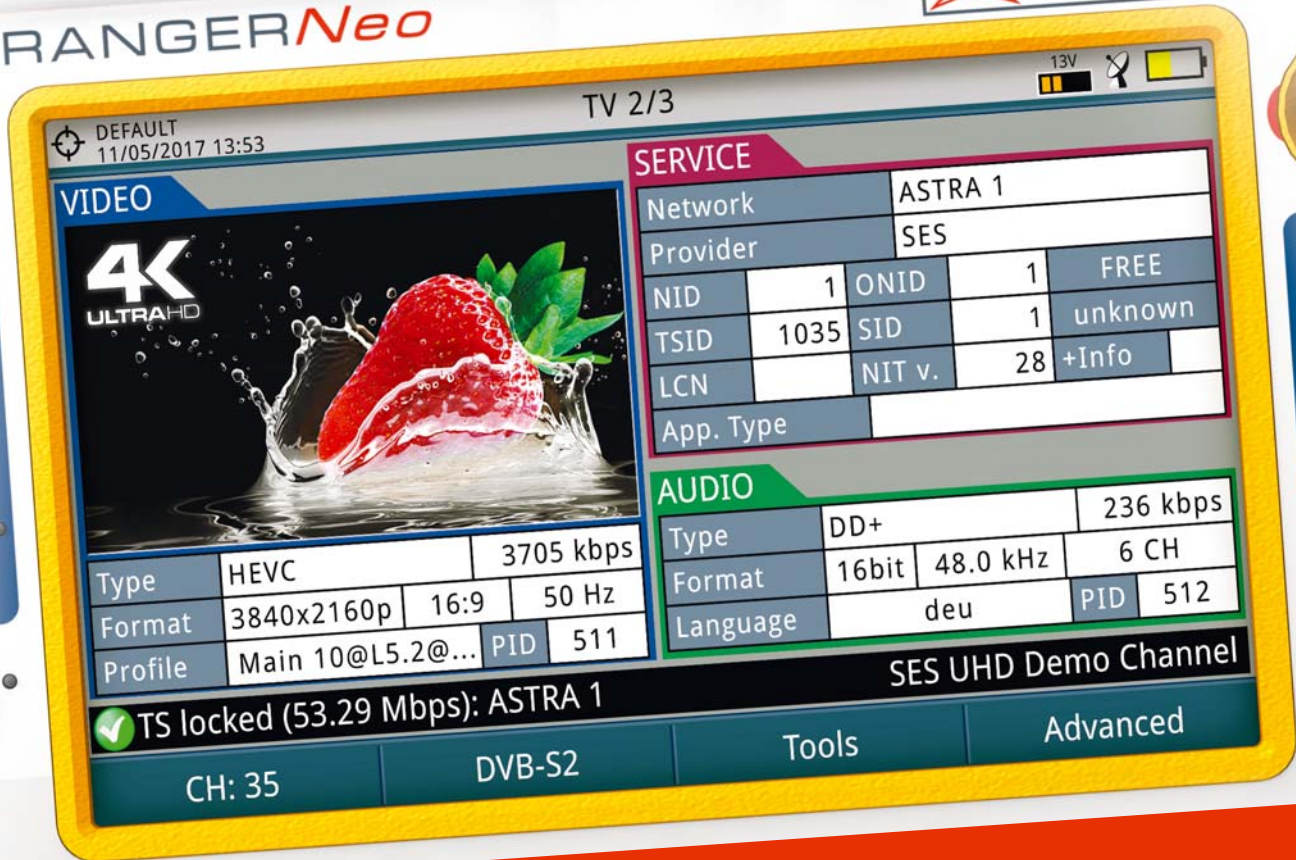 RANGERNeo
DEFAULT
11/05/2017 13:53
TV 2/3
13V
VIDEO
4K
ULTRAHD
Type HEVC 3705 kbps
Format 3840x2160p 16:9 50 Hz
Profile Main 10@L5.2@... PID 511
SERVICE
Network ASTRA 1
Provider SES
NID 1 ONID 1 FREE
TSID 1035 SID 1 unknown
LCN NIT v. 28 +Info
App. Type
AUDIO
Type DD+ 236 kbps
Format 16bit 48.0 kHz 6 CH
Language deu PID 512
TS locked (53.29 Mbps): ASTRA 1 SES UHD Demo Channel
CH: 35 DVB-S2 Tools Advanced